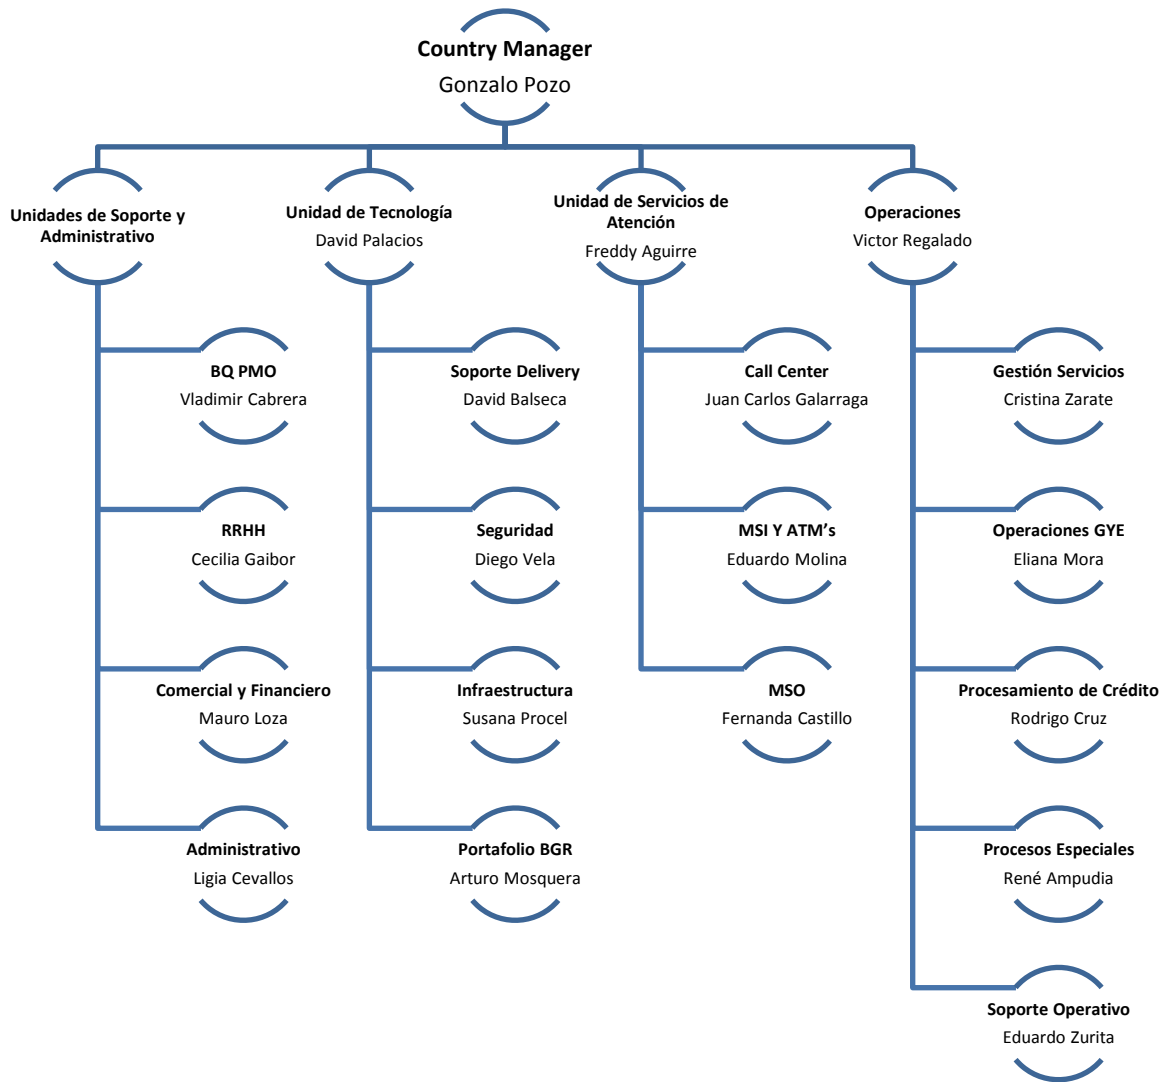 Country Manager
Gonzalo Pozo
Unidades de Soporte y
Administrativo
Unidad de Tecnología
David Palacios
Unidad de Servicios de
Atención
Freddy Aguirre
Operaciones
Victor Regalado
BQ PMO
Vladimir Cabrera
Soporte Delivery
David Balseca
Call Center
Juan Carlos Galarraga
Gestión Servicios
Cristina Zarate
RRHH
Cecilia Gaibor
Seguridad
Diego Vela
MSI Y ATM’s
Eduardo Molina
Operaciones GYE
Eliana Mora
Comercial y Financiero
Mauro Loza
Infraestructura
Susana Procel
MSO
Fernanda Castillo
Procesamiento de Crédito
Rodrigo Cruz
Administrativo
Ligia Cevallos
Portafolio BGR
Arturo Mosquera
Procesos Especiales
René Ampudia
Soporte Operativo
Eduardo Zurita